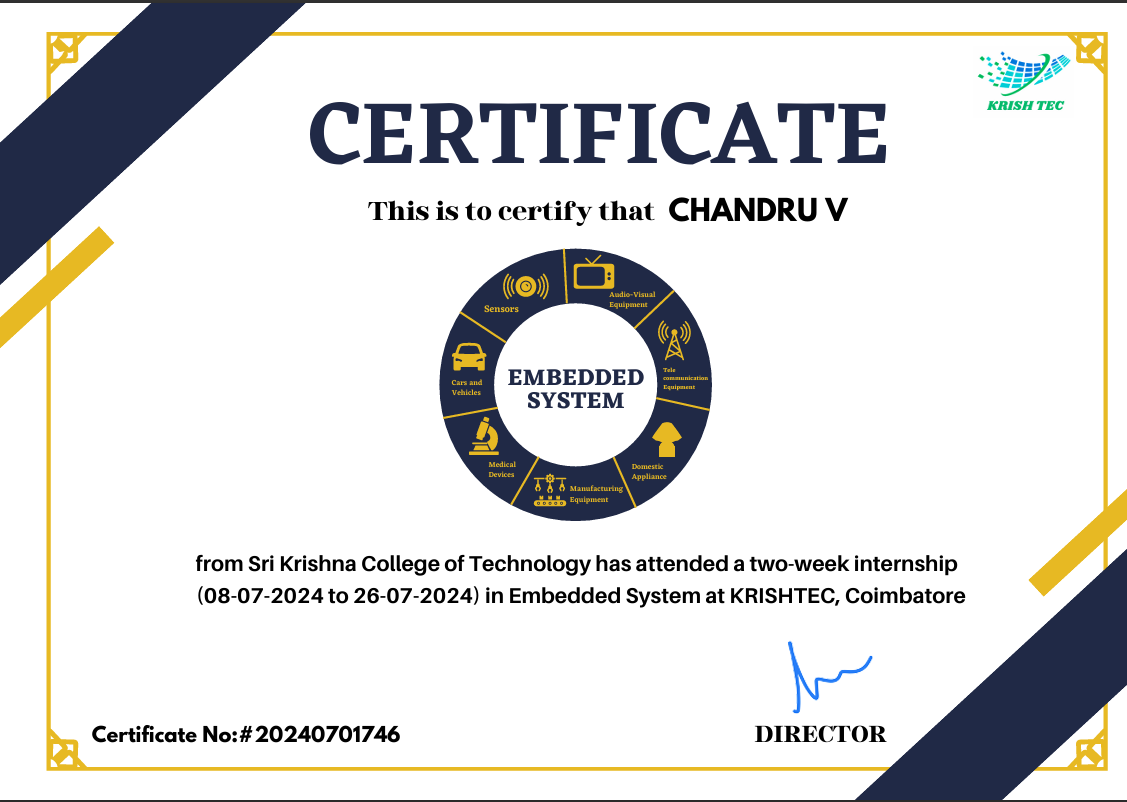 KRISH TEC
CERTIFICATE
This is to certify that CHANDRU V
Sensors
Audio-Visual
Equipment
Tele
communication
Equipment
Cars and
Vehicles
EMBEDDED
SYSTEM
Medical
Devices
Domestic
Appliance
Manufacturing
Equipment
from Sri Krishna College of Technology has attended a two-week internship
(08-07-2024 to 26-07-2024) in Embedded System at KRISHTEC, Coimbatore
Certificate No:#20240701746
DIRECTOR